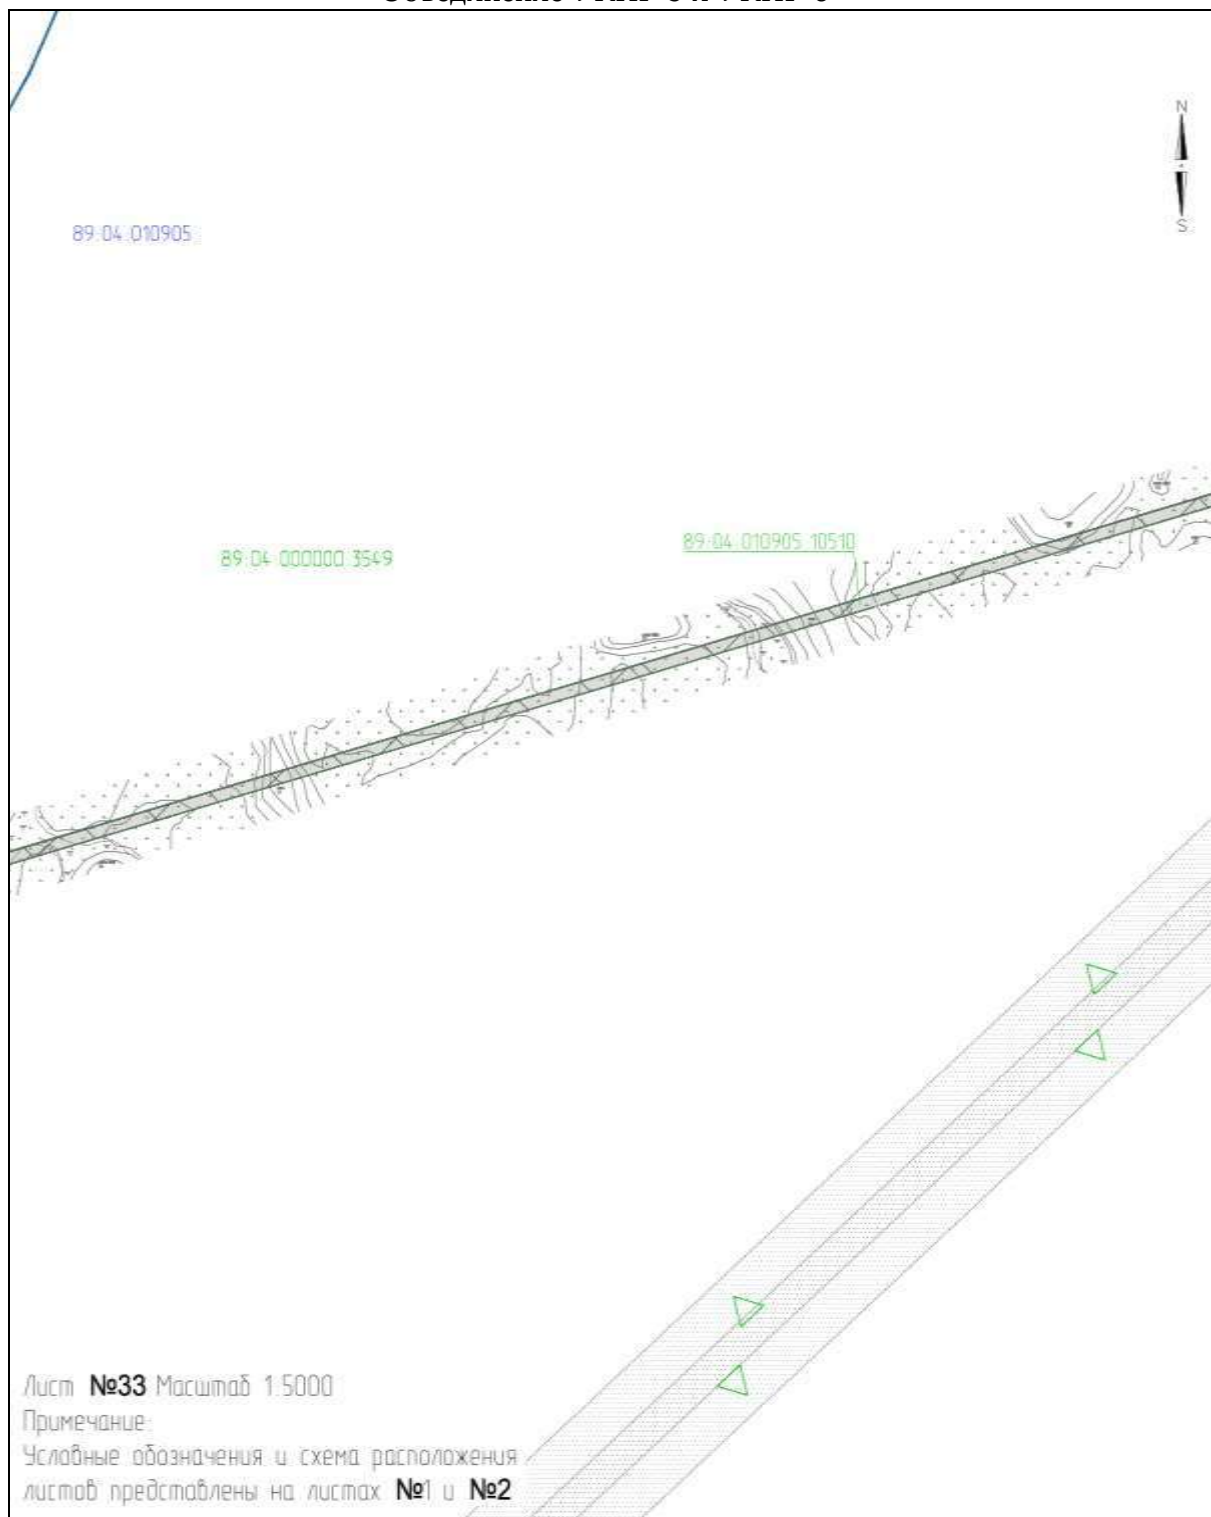 N
S
89:04:010905
89:04:000000:3549
89:04:010905:10510
Лист №33 Масштаб 1:5000
Примечание:
Условные обозначения и схема расположения
листов представлены на листах №1 и №2